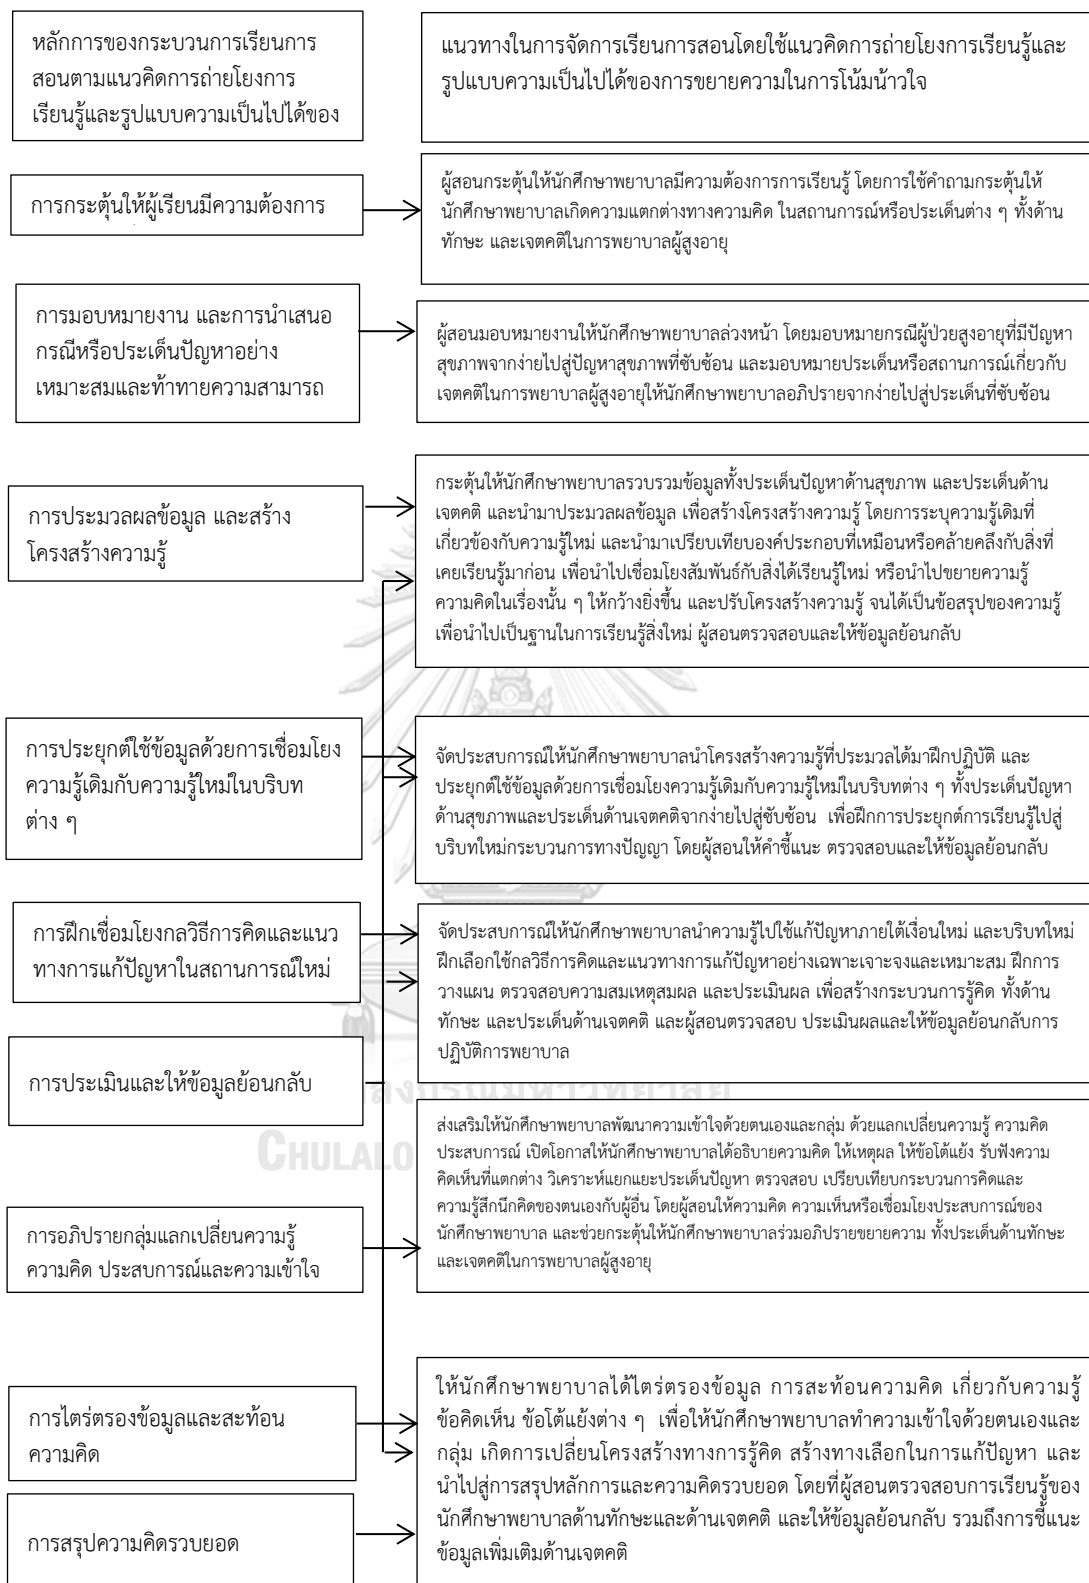 หลักการของกระบวนการเรียนการ
สอนตามแนวคิดการถ่ายโยงการ
เรียนรู้และรูปแบบความเป็นไปได้ของ
แนวทางในการจัดการเรียนการสอนโดยใช้แนวคิดการถ่ายโยงการเรียนรู้และ
รูปแบบความเป็นไปได้ของการขยายความในการโน้มน้าวใจ
การกระตุ้นให้ผู้เรียนมีความต้องการ
ผู้สอนกระตุ้นให้นักศึกษาพยาบาลมีความต้องการการเรียนรู้ โดยการใช้คำถามกระตุ้นให้
นักศึกษาพยาบาลเกิดความแตกต่างทางความคิด ในสถานการณ์หรือประเด็นต่าง ๆ ทั้งด้าน
ทักษะ และเจตคติในการพยาบาลผู้สูงอายุ
การมอบหมายงาน และการนำเสนอ
กรณีหรือประเด็นปัญหาอย่าง
เหมาะสมและท้าทายความสามารถ
ผู้สอนมอบหมายงานให้นักศึกษาพยาบาลล่วงหน้า โดยมอบหมายกรณีผู้ป่วยสูงอายุที่มีปัญหา
สุขภาพจากง่ายไปสู่ปัญหาสุขภาพที่ซับซ้อน และมอบหมายประเด็นหรือสถานการณ์เกี่ยวกับ
เจตคติในการพยาบาลผู้สูงอายุให้นักศึกษาพยาบาลอภิปรายจากง่ายไปสู่ประเด็นที่ซับซ้อน
การประมวลผลข้อมูล และสร้าง
โครงสร้างความรู้
กระตุ้นให้นักศึกษาพยาบาลรวบรวมข้อมูลทั้งประเด็นปัญหาด้านสุขภาพ และประเด็นด้าน
เจตคติ และนำมาประมวลผลข้อมูล เพื่อสร้างโครงสร้างความรู้ โดยการระบุความรู้เดิมที่
เกี่ยวข้องกับความรู้ใหม่ และนำมาเปรียบเทียบองค์ประกอบที่เหมือนหรือคล้ายคลึงกับสิ่งที่
เคยเรียนรู้มาก่อน เพื่อนำไปเชื่อมโยงสัมพันธ์กับสิ่งได้เรียนรู้ใหม่ หรือนำไปขยายความรู้
ความคิดในเรื่องนั้น ๆ ให้กว้างยิ่งขึ้น และปรับโครงสร้างความรู้ จนได้เป็นข้อสรุปของความรู้
เพื่อนำไปเป็นฐานในการเรียนรู้สิ่งใหม่ ผู้สอนตรวจสอบและให้ข้อมูลย้อนกลับ
การประยุกต์ใช้ข้อมูลด้วยการเชื่อมโยง
ความรู้เดิมกับความรู้ใหม่ในบริบท
ต่าง ๆ
จัดประสบการณ์ให้นักศึกษาพยาบาลนำโครงสร้างความรู้ที่ประมวลได้มาฝึกปฏิบัติ และ
ประยุกต์ใช้ข้อมูลด้วยการเชื่อมโยงความรู้เดิมกับความรู้ใหม่ในบริบทต่าง ๆ ทั้งประเด็นปัญหา
ด้านสุขภาพและประเด็นด้านเจตคติจากง่ายไปสู่ซับซ้อน เพื่อฝึกการประยุกต์การเรียนรู้ไปสู่
บริบทใหม่กระบวนการทางปัญญา โดยผู้สอนให้คำชี้แนะ ตรวจสอบและให้ข้อมูลย้อนกลับ
การฝึกเชื่อมโยงกลวิธีการคิดและแนว
ทางการแก้ปัญหาในสถานการณ์ใหม่
จัดประสบการณ์ให้นักศึกษาพยาบาลนำความรู้ไปใช้แก้ปัญหาภายใต้เงื่อนใหม่ และบริบทใหม่
ฝึกเลือกใช้กลวิธีการคิดและแนวทางการแก้ปัญหาอย่างเฉพาะเจาะจงและเหมาะสม ฝึกการ
วางแผน ตรวจสอบความสมเหตุสมผล และประเมินผล เพื่อสร้างกระบวนการรู้คิด ทั้งด้าน
ทักษะ และประเด็นด้านเจตคติ และผู้สอนตรวจสอบ ประเมินผลและให้ข้อมูลย้อนกลับการ
ปฏิบัติการพยาบาล
การประเมินและให้ข้อมูลย้อนกลับ
ลงกรณ์มหาวิทยาลัย
CHULALO
ส่งเสริมให้นักศึกษาพยาบาลพัฒนาความเข้าใจด้วยตนเองและกลุ่ม ด้วยแลกเปลี่ยนความรู้ ความคิด
ประสบการณ์ เปิดโอกาสให้นักศึกษาพยาบาลได้อธิบายความคิด ให้เหตุผล ให้ข้อโต้แย้ง รับฟังความ
คิดเห็นที่แตกต่าง วิเคราะห์แยกแยะประเด็นปัญหา ตรวจสอบ เปรียบเทียบกระบวนการคิดและ
ความรู้สึกนึกคิดของตนเองกับผู้อื่น โดยผู้สอนให้ความคิด ความเห็นหรือเชื่อมโยงประสบการณ์ของ
นักศึกษาพยาบาล และช่วยกระตุ้นให้นักศึกษาพยาบาลร่วมอภิปรายขยายความ ทั้งประเด็นด้านทักษะ
และเจตคติในการพยาบาลผู้สูงอายุ
การอภิปรายกลุ่มแลกเปลี่ยนความรู้
ความคิด ประสบการณ์และความเข้าใจ
การไตร่ตรองข้อมูลและสะท้อน
ความคิด
ให้นักศึกษาพยาบาลได้ไตร่ตรองข้อมูล การสะท้อนความคิด เกี่ยวกับความรู้
ข้อคิดเห็น ข้อโต้แย้งต่าง ๆ เพื่อให้นักศึกษาพยาบาลทำความเข้าใจด้วยตนเองและ
กลุ่ม เกิดการเปลี่ยนโครงสร้างทางการรู้คิด สร้างทางเลือกในการแก้ปัญหา และ
นำไปสู่การสรุปหลักการและความคิดรวบยอด โดยที่ผู้สอนตรวจสอบการเรียนรู้ของ
นักศึกษาพยาบาลด้านทักษะและด้านเจตคติ และให้ข้อมูลย้อนกลับ รวมถึงการชี้แนะ
ข้อมูลเพิ่มเติมด้านเจตคติ
การสรุปความคิดรวบยอด